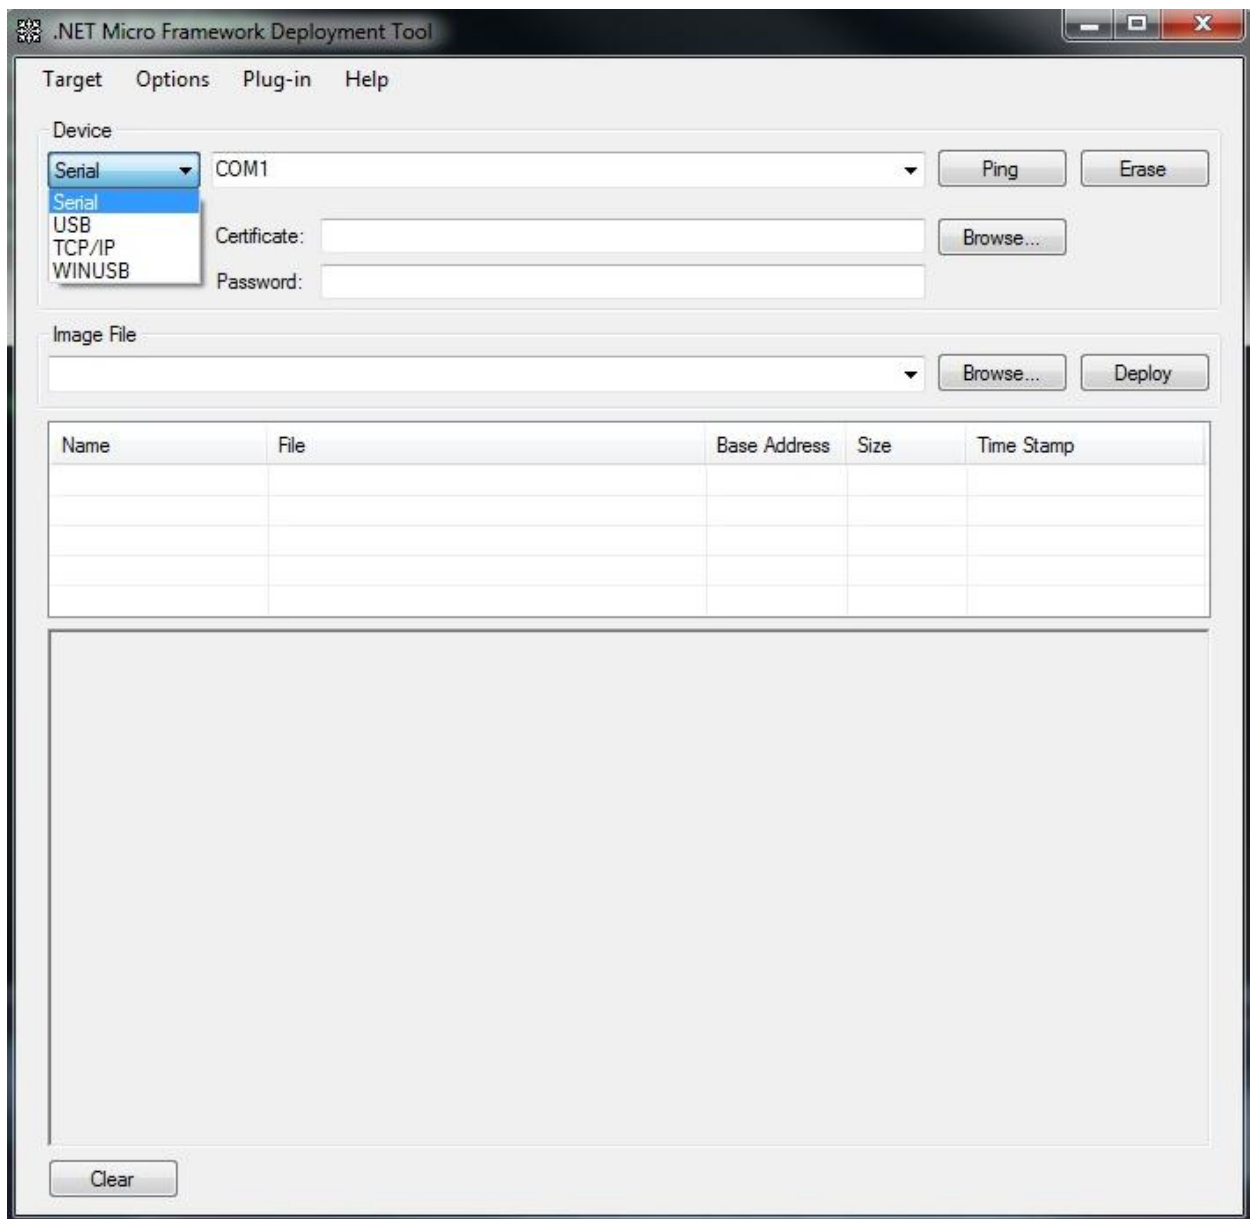 .NET Micro Framework Deployment Tool
Target Options Plug-in Help
Device
Serial COM1 Ping Erase
Serial
USB
TCP/IP
WINUSB
Certificate: Browse...
Password:
Image File
Browse... Deploy
Name File Base Address Size Time Stamp
Clear